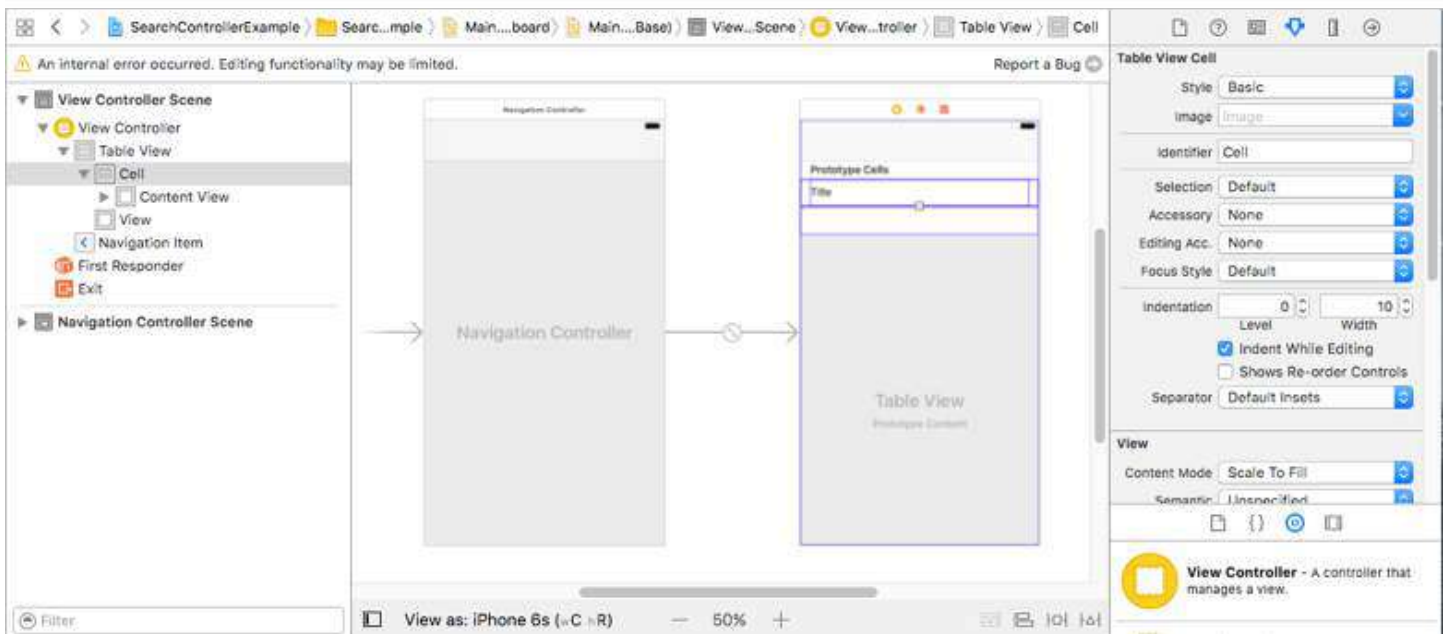 SearchControllerExample Searc...mple Main....board) Main....Base)) View...Scene View...troller Table View Cell
An internal error occurred. Editing functionality may be limited. Report a Bug
View Controller Scene
View Controller
Table View
Cell
Content View
View
Navigation Item
First Responder
Exit
Navigation Controller Scene
Filter
Navigation Controller
Navigation Controller
Prototype Cells
Title
Table View
Prototype Content
View as: iPhone 6s (wC hR) — 50% +
Table View Cell
Style Basic
Image Image
Identifier Cell
Selection Default
Accessory None
Editing Acc. None
Focus Style Default
Indentation 0 10
Level Width
Indent While Editing
Shows Re-order Controls
Separator Default Insets
View
Content Mode Scale To Fill
Semantic Unspecified
{}
View Controller - A controller that
manages a view.